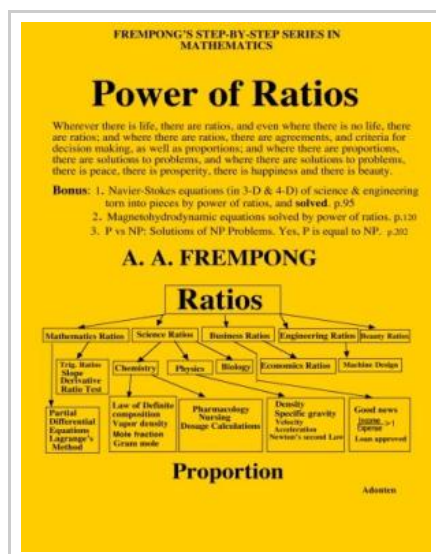 FREMPONG'S STEP-BY-STEP SERIES IN
MATHEMATICS
Power of Ratios
Wherever there is life, there are ratios, and even where there is no life, there
are ratios; and where there are ratios, there are agreements, and criteria for
decision making, as well as proportions; and where there are proportions,
there are solutions to problems, and where there are solutions to problems,
there is peace, there is prosperity, there is happiness and there is beauty.
Bonus: 1. Navier-Stokes equations (in 3-D & 4-D) of science & engineering
torn into pieces by power of ratios, and solved. p.95
2. Magnetohydrodynamic equations solved by power of ratios. p.120
3. P vs NP: Solutions of NP Problems. Yes, P is equal to NP. p.202
A. A. FREMPONG
Ratios
Mathematics Ratios
Science Ratios
Business Ratios
Engineering Ratios
Beauty Ratios
Trig. Ratios
Slope
Derivative
Ratio Test
Chemistry
Physics
Biology
Economics Ratios
Machine Design
Partial
Differential
Equations
Lagrange's
Method
Law of Definite
composition
Vapor density
Mole fraction
Gram mole
Pharmacology
Nursing
Dosage Calculations
Density
Specific gravity
Velocity
Acceleration
Newton's second Law
Good news
Income
Expense
>1
Loan approved
Proportion
Adonten